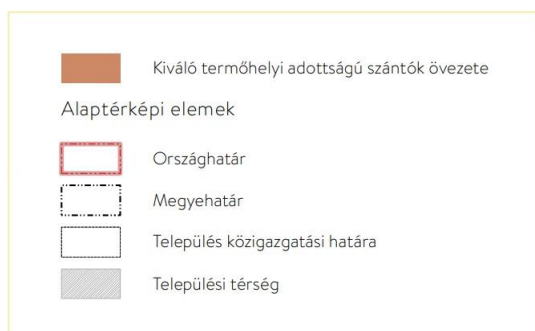 Kiváló termőhelyi adottságú szántók övezete
Alaptérképi elemek
Országhatár
Megyehatár
Település közigazgatási határa
Települési térség